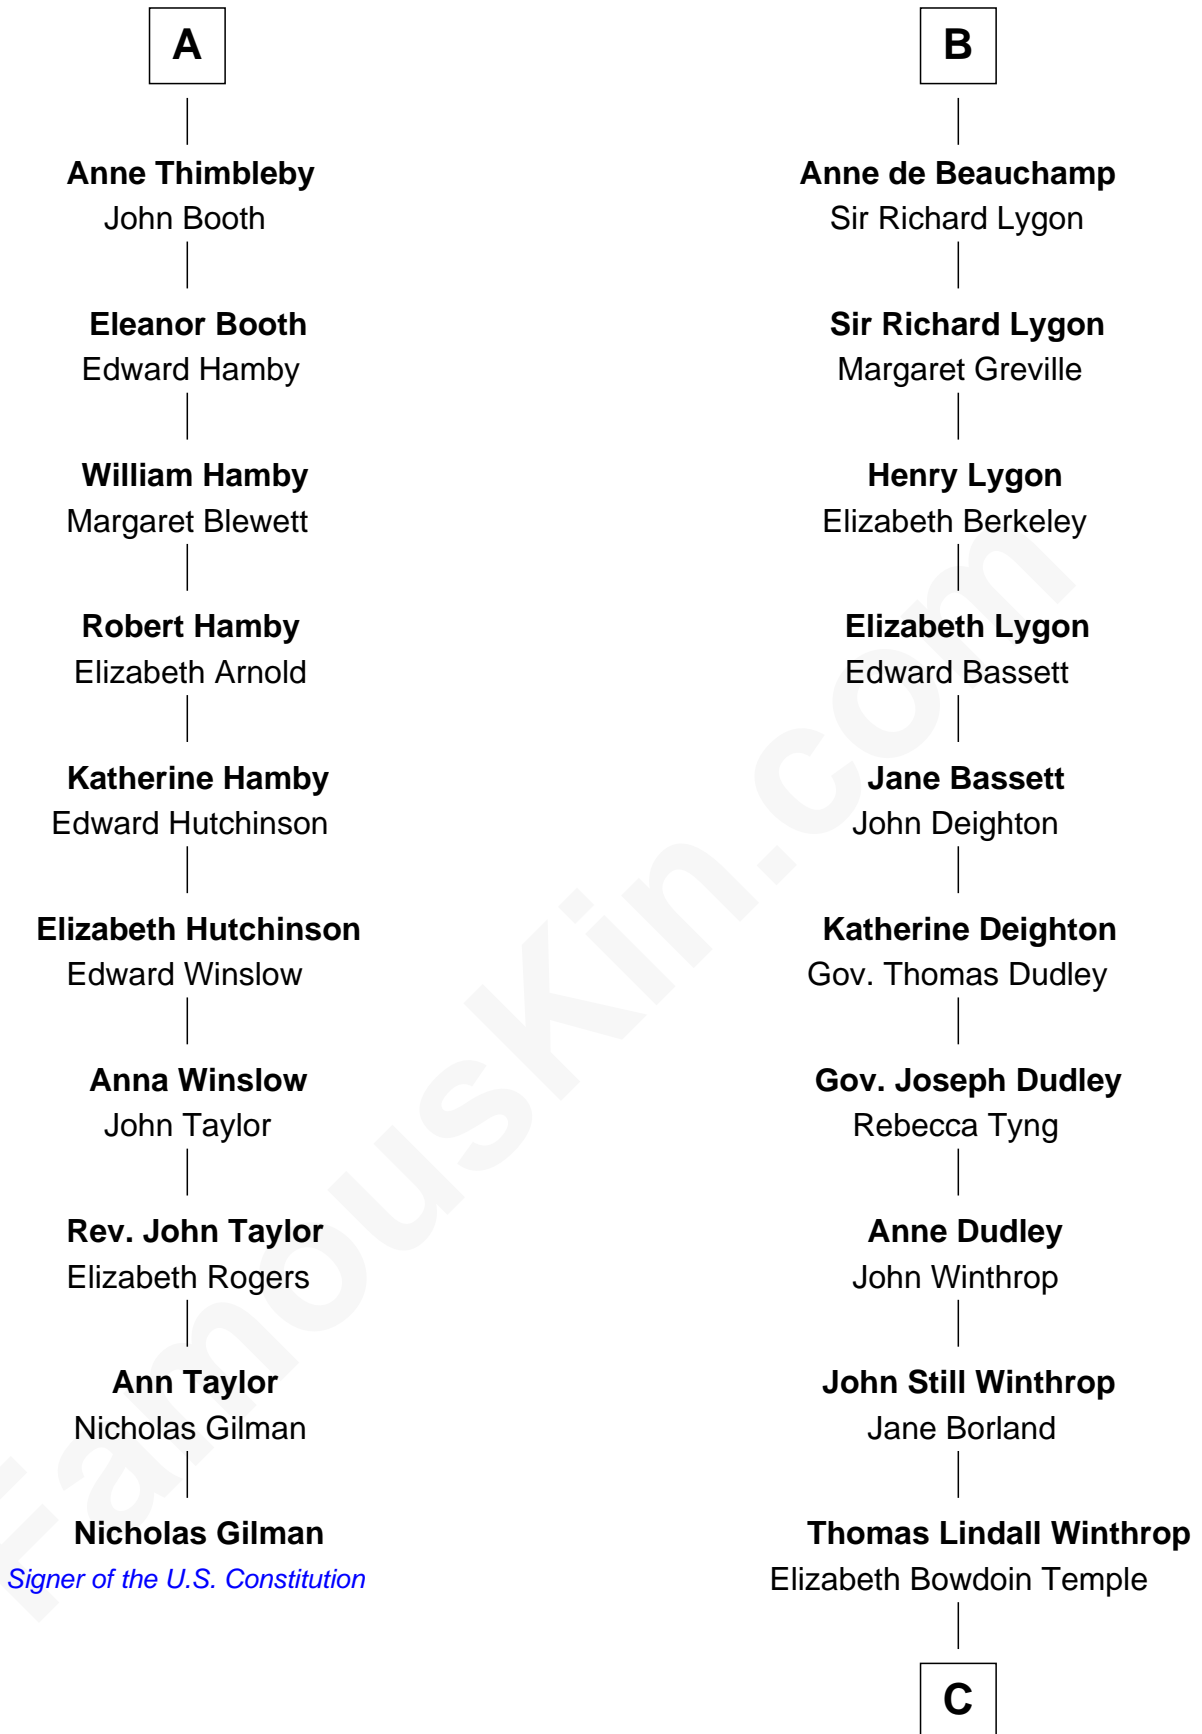 A
Anne Thimbleby
John Booth
Eleanor Booth
Edward Hamby
William Hamby
Margaret Blewett
Robert Hamby
Elizabeth Arnold
Katherine Hamby
Edward Hutchinson
Elizabeth Hutchinson
Edward Winslow
Anna Winslow
John Taylor
Rev. John Taylor
Elizabeth Rogers
Ann Taylor
Nicholas Gilman
Nicholas Gilman
Signer of the U.S. Constitution
B
Anne de Beauchamp
Sir Richard Lygon
Sir Richard Lygon
Margaret Greville
Henry Lygon
Elizabeth Berkeley
Elizabeth Lygon
Edward Bassett
Jane Bassett
John Deighton
Katherine Deighton
Gov. Thomas Dudley
Gov. Joseph Dudley
Rebecca Tyng
Anne Dudley
John Winthrop
John Still Winthrop
Jane Borland
Thomas Lindall Winthrop
Elizabeth Bowdoin Temple
C
FamousKin.com